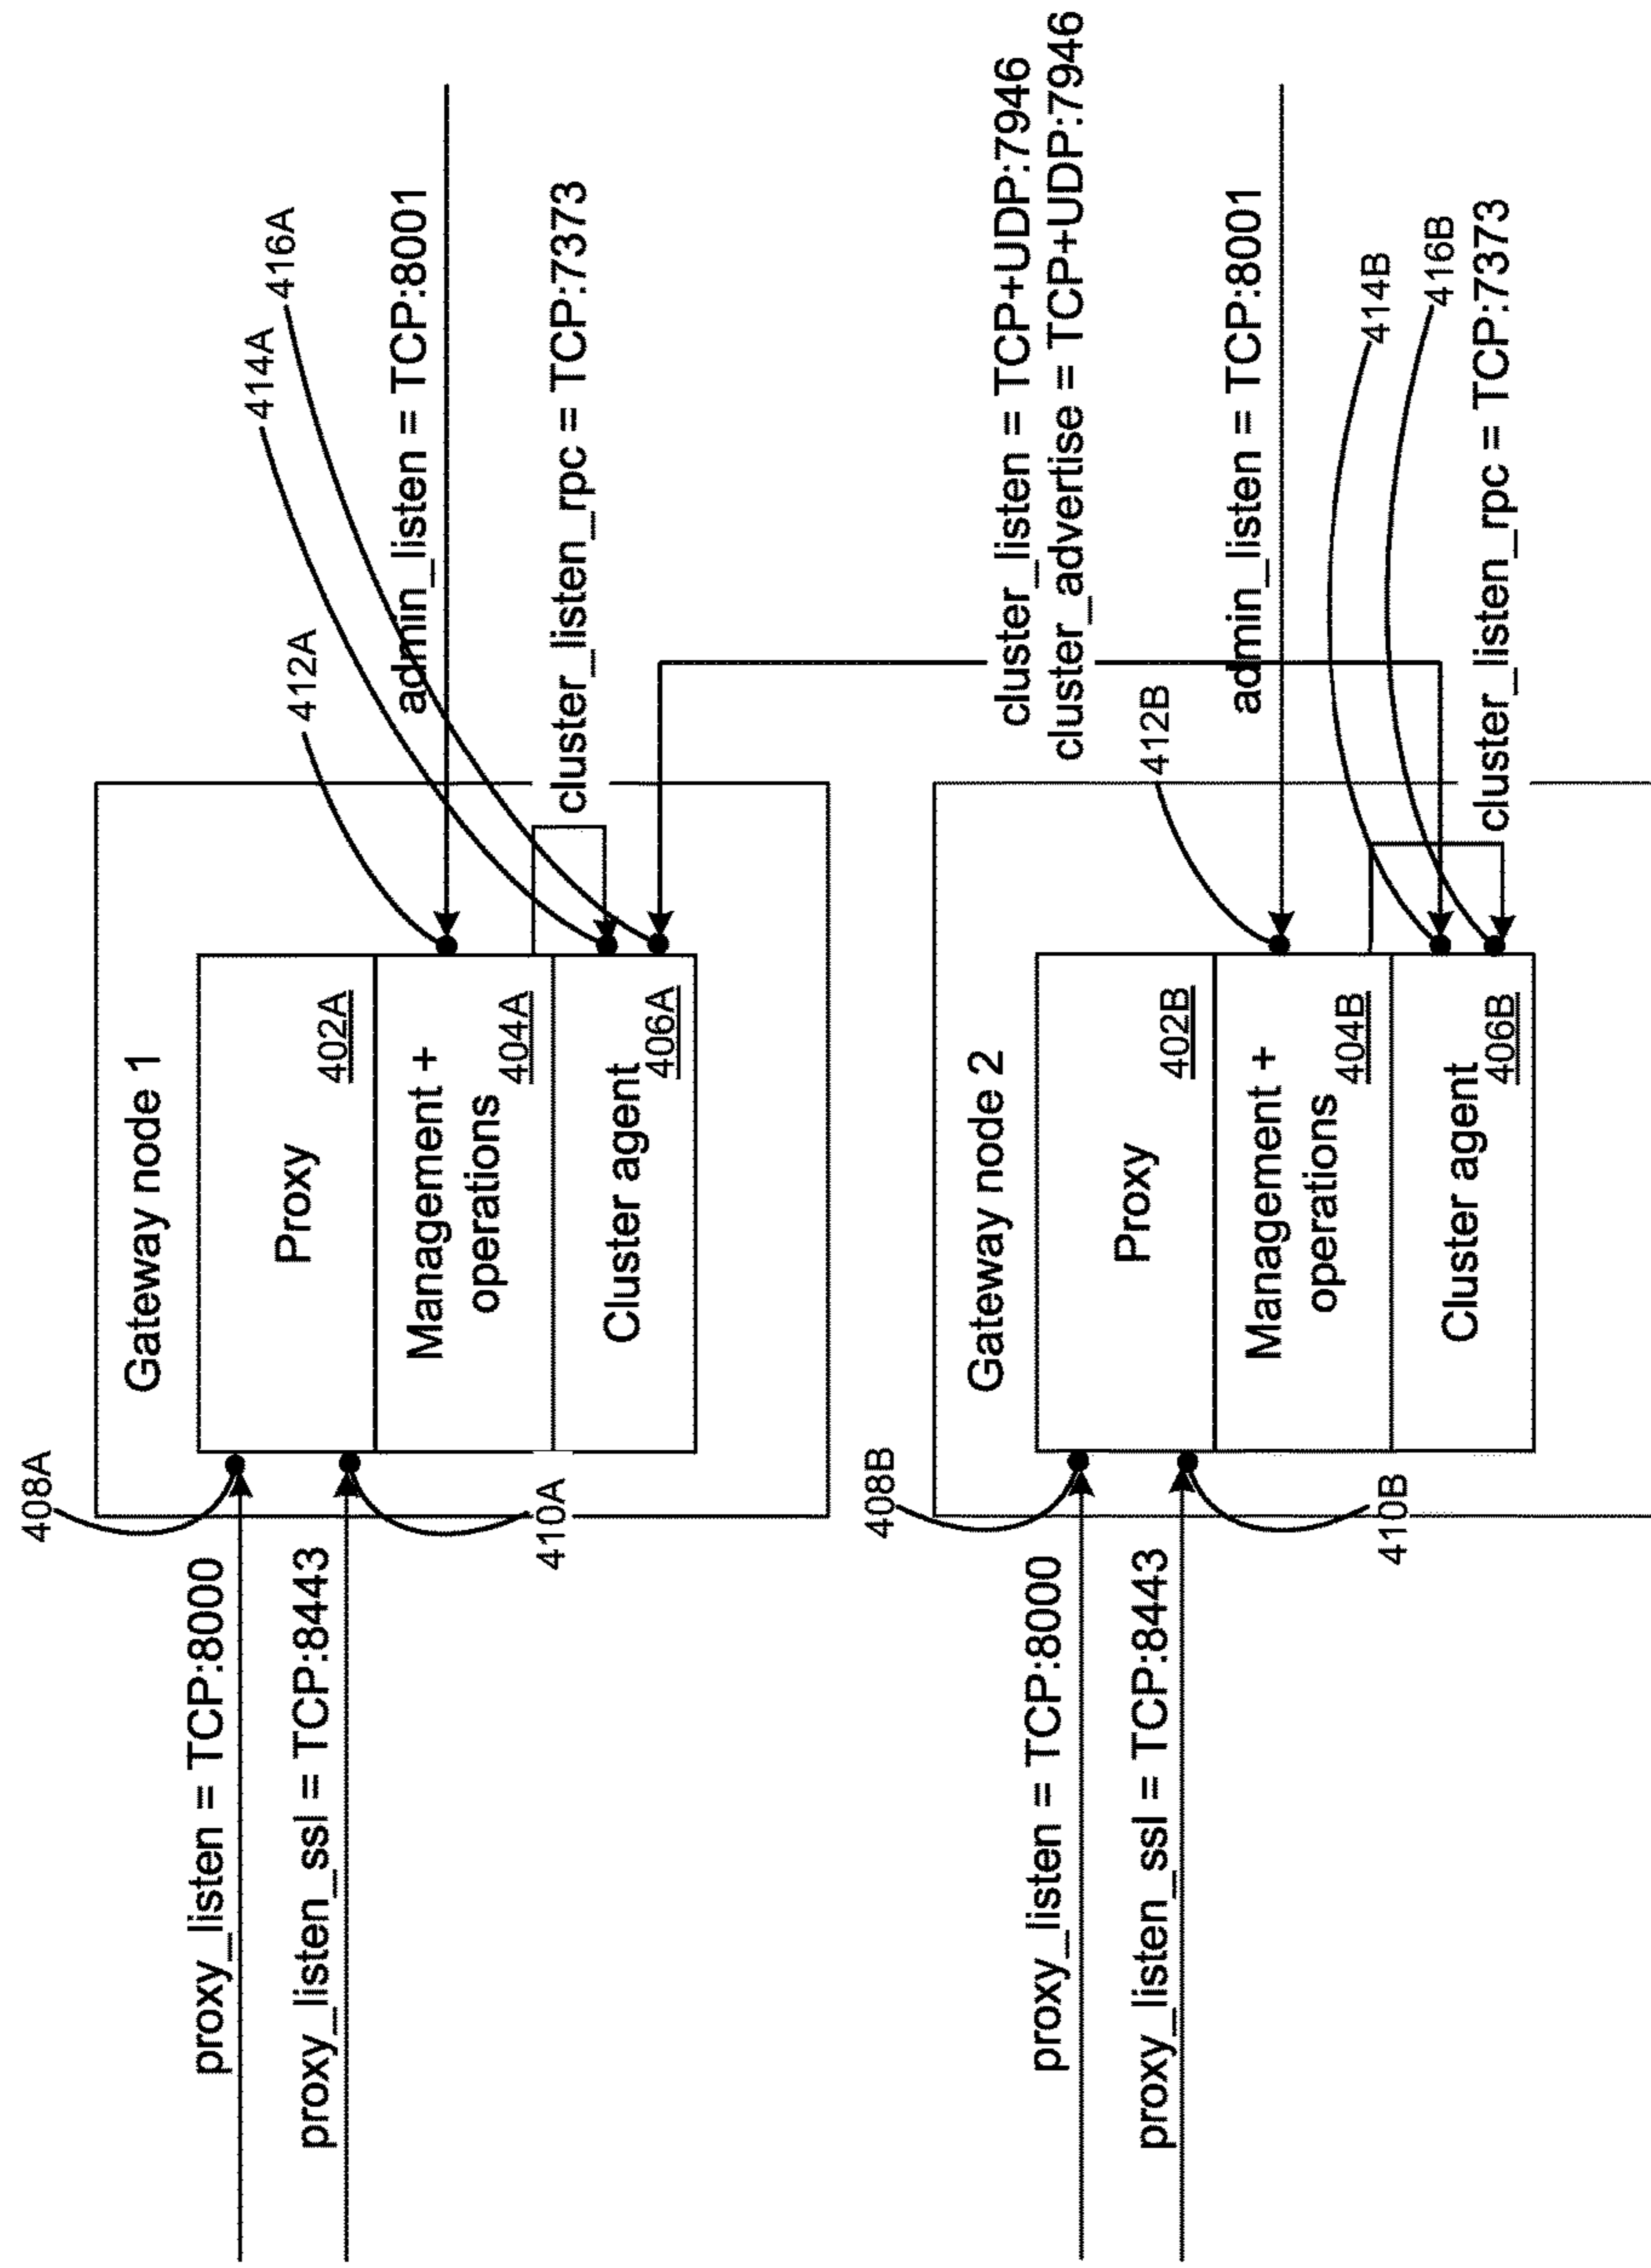 408A
proxy_listen = TCP:8000
proxy_listen_ssl = TCP:8443
410A
Gateway node 1
Proxy
402A
Management +
operations
404A
Cluster agent
406A
412A
414A
416A
admin_listen = TCP:8001
cluster_listen_rpc = TCP:7373
cluster_listen = TCP+UDP:7946
cluster_advertise = TCP+UDP:7946
408B
proxy_listen = TCP:8000
proxy_listen_ssl = TCP:8443
410B
Gateway node 2
Proxy
402B
Management +
operations
404B
Cluster agent
406B
412B
admin_listen = TCP:8001
414B
416B
cluster_listen_rpc = TCP:7373